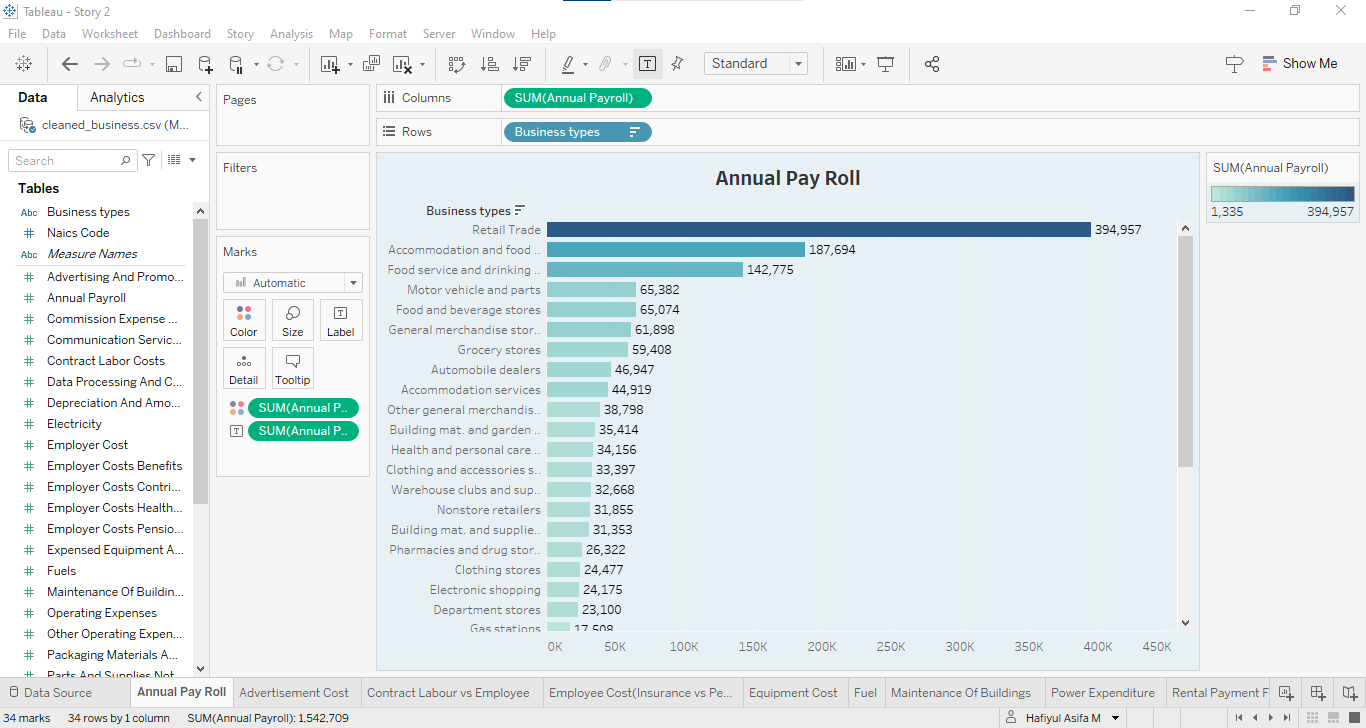 Tableau - Story 2
File Data Worksheet Dashboard Story Analysis Map Format Server Window Help
Standard
Show Me
Data Analytics
cleaned_business.csv (M...
Search
Tables
Abc Business types
# Naics Code
Abc Measure Names
# Advertising And Promo...
# Annual Payroll
# Commission Expense ...
# Communication Servic...
# Contract Labor Costs
# Data Processing And C...
# Depreciation And Amo...
# Electricity
# Employer Cost
# Employer Costs Benefits
# Employer Costs Contri...
# Employer Costs Health...
# Employer Costs Pensio...
# Expensed Equipment A...
# Fuels
# Maintenance Of Buildin...
# Operating Expenses
# Other Operating Expen...
# Packaging Materials A...
# Parts And Supplies Not
Pages
Filters
Marks
Automatic
Color Size Label
Detail Tooltip
SUM(Annual P..
SUM(Annual P..
Columns SUM(Annual Payroll)
Rows Business types
Annual Pay Roll
Business types
Retail Trade 394,957
Accommodation and food .. 187,694
Food service and drinking .. 142,775
Motor vehicle and parts 65,382
Food and beverage stores 65,074
General merchandise stor.. 61,898
Grocery stores 59,408
Automobile dealers 46,947
Accommodation services 44,919
Other general merchandis.. 38,798
Building mat. and garden .. 35,414
Health and personal care .. 34,156
Clothing and accessories s.. 33,397
Warehouse clubs and sup.. 32,668
Nonstore retailers 31,855
Building mat. and supplie.. 31,353
Pharmacies and drug stor.. 26,322
Clothing stores 24,477
Electronic shopping 24,175
Department stores 23,100
Gas stations 17,508
0K 50K 100K 150K 200K 250K 300K 350K 400K 450K
SUM(Annual Payroll)
1,335 394,957
Data Source Annual Pay Roll Advertisement Cost Contract Labour vs Employee Employee Cost(Insurance vs Pe... Equipment Cost Fuel Maintenance Of Buildings Power Expenditure Rental Payment F
34 marks 34 rows by 1 column SUM(Annual Payroll): 1,542,709 Hafiyul Asifa M